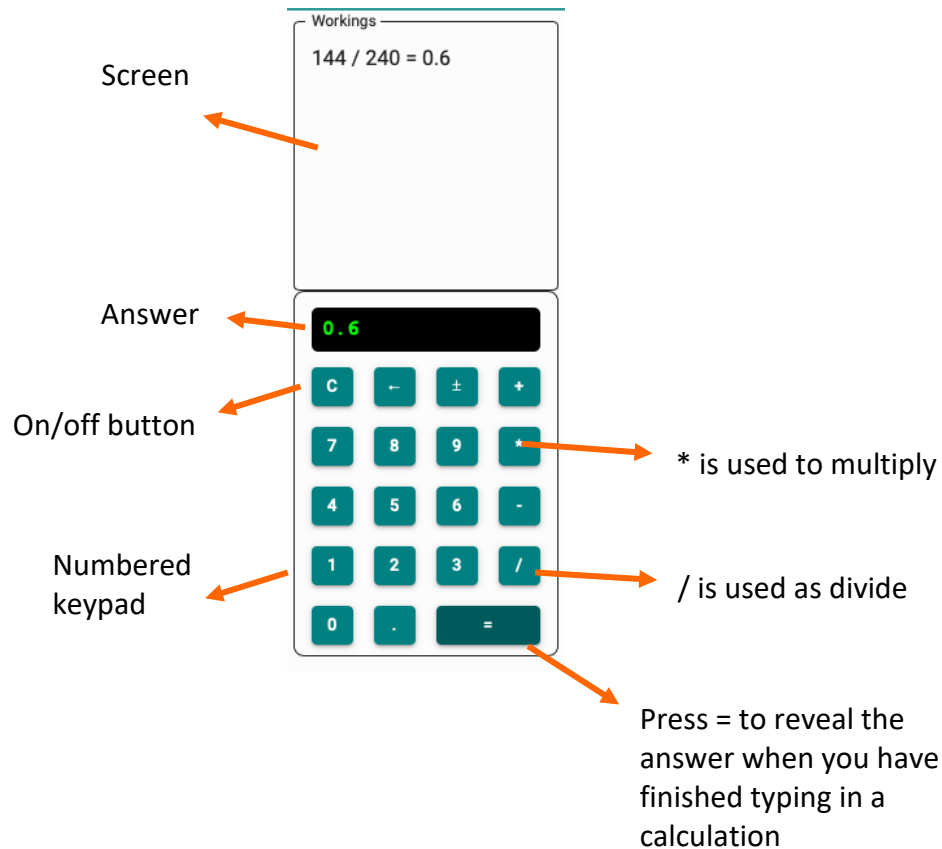 Workings
144 / 240 = 0.6
Screen
Answer
0.6
On/off button
C ← ± +
7 8 9 *
* is used to multiply
4 5 6 -
Numbered
keypad
1 2 3 /
/ is used as divide
0 . =
Press = to reveal the
answer when you have
finished typing in a
calculation